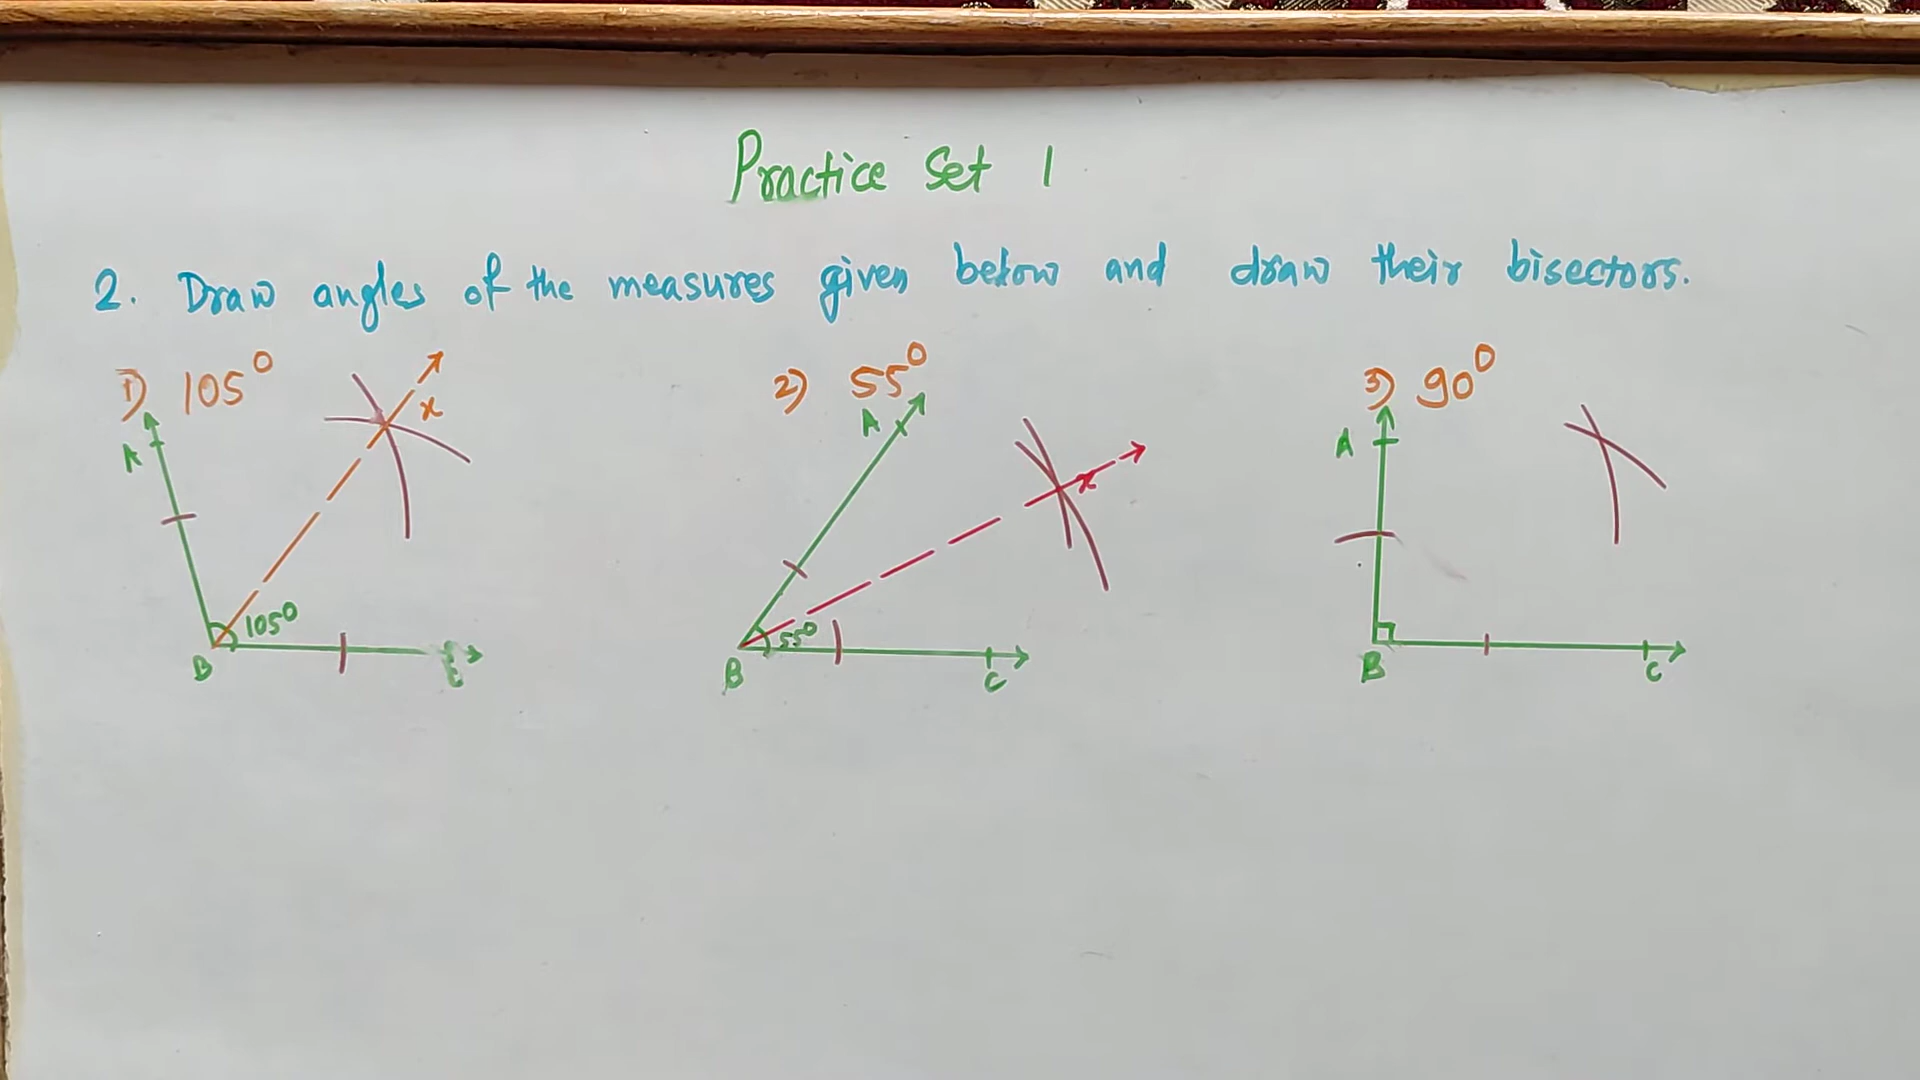 Practice Set 1
2. Draw angles of the measures given below and draw their bisectors.
1) 105°
2) 55°
3) 90°
A
x
105°
B
C
A
x
55°
B
C
A
B
C